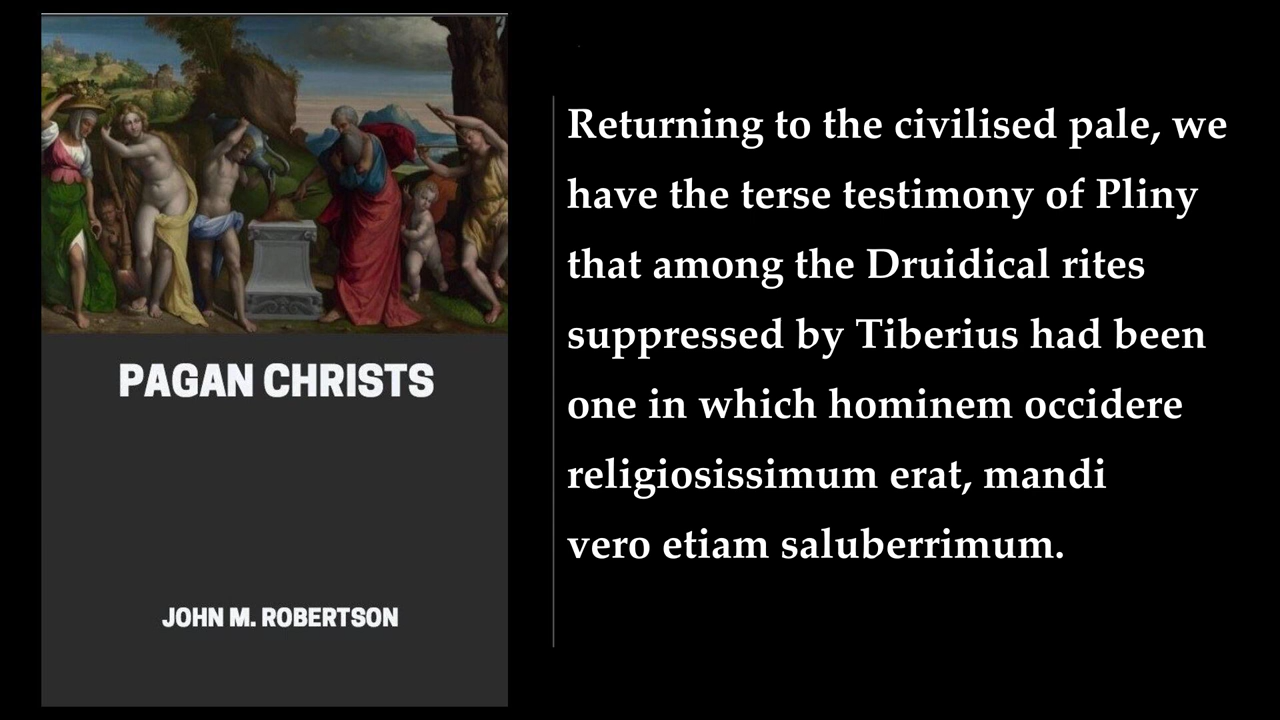 PAGAN CHRISTS
JOHN M. ROBERTSON
Returning to the civilised pale, we
have the terse testimony of Pliny
that among the Druidical rites
suppressed by Tiberius had been
one in which hominem occidere
religiosissimum erat, mandi
vero etiam saluberrimum.